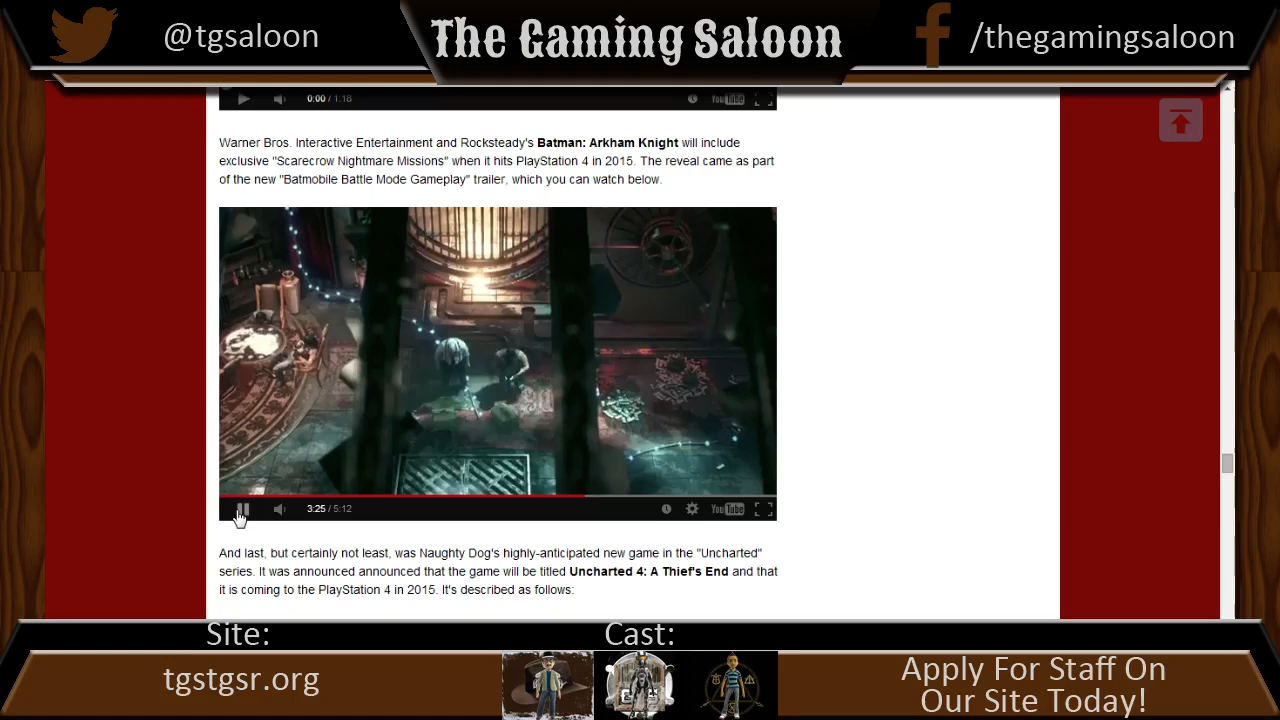 @tgsaloon
The Gaming Saloon
/thegamingsaloon
0:00 / 1:18
YouTube
Warner Bros. Interactive Entertainment and Rocksteady's Batman: Arkham Knight will include
exclusive "Scarecrow Nightmare Missions" when it hits PlayStation 4 in 2015. The reveal came as part
of the new "Batmobile Battle Mode Gameplay" trailer, which you can watch below.
3:25 / 5:12
YouTube
And last, but certainly not least, was Naughty Dog's highly-anticipated new game in the "Uncharted"
series. It was announced announced that the game will be titled Uncharted 4: A Thief's End and that
it is coming to the PlayStation 4 in 2015. It's described as follows:
Site:
Cast:
tgstgsr.org
Apply For Staff On
Our Site Today!